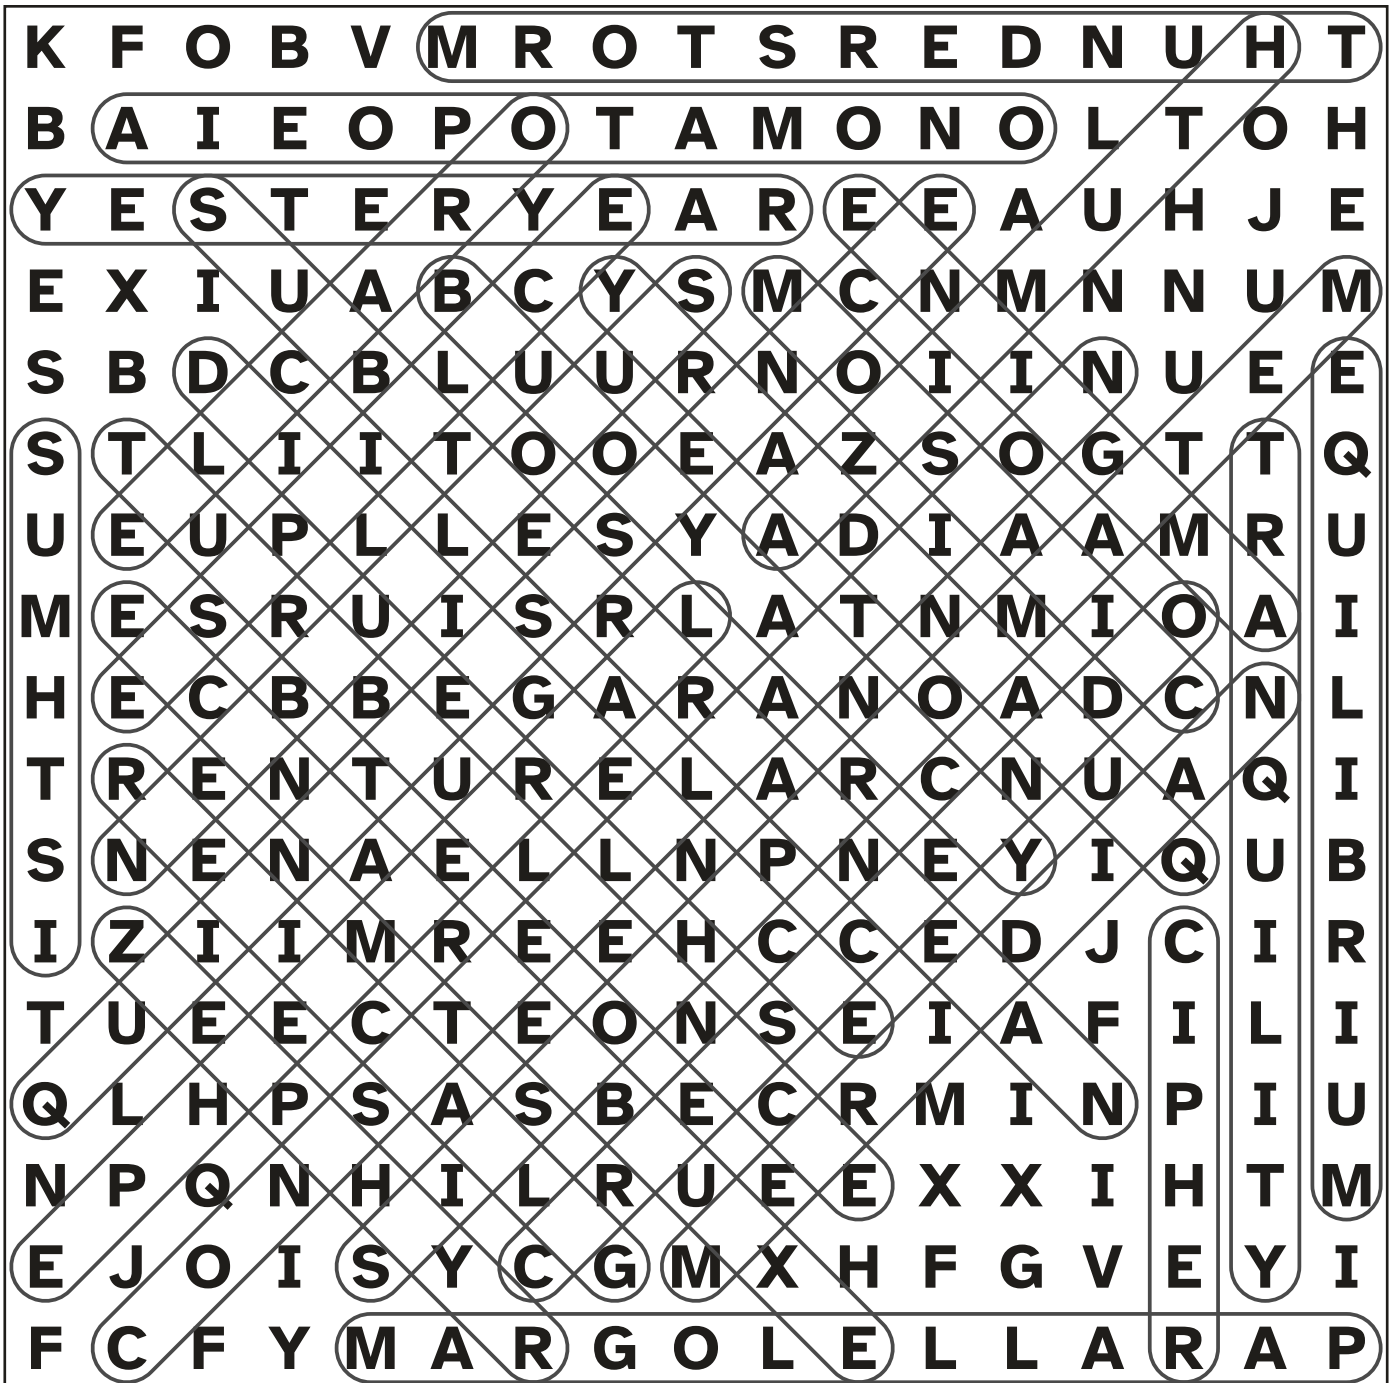 K F O B V M R O T S R E D N U H T
B A I E O P O T A M O N O L T O H
Y E S T E R Y E A R E E A U H J E
E X I U A B C Y S M C N M N N U M
S B D C B L U U R N O I I N U E E
S T L I I T O O E A Z S O G T T Q
U E U P L L E S Y A D I A A M R U
M E S R U I S R L A T N M I O A I
H E C B B E G A R A N O A D C N L
T R E N T U R E L A R C N U A Q I
S N E N A E L L N P N E Y I Q U B
I Z I I M R E E H C C E D J C I R
T U E E C T E O N S E I A F I L I
Q L H P S A S B E C R M I N P I U
N P Q N H I L R U E E X X I H T M
E J O I S Y C G M X H F G V E Y I
F C F Y M A R G O L E L L A R A P